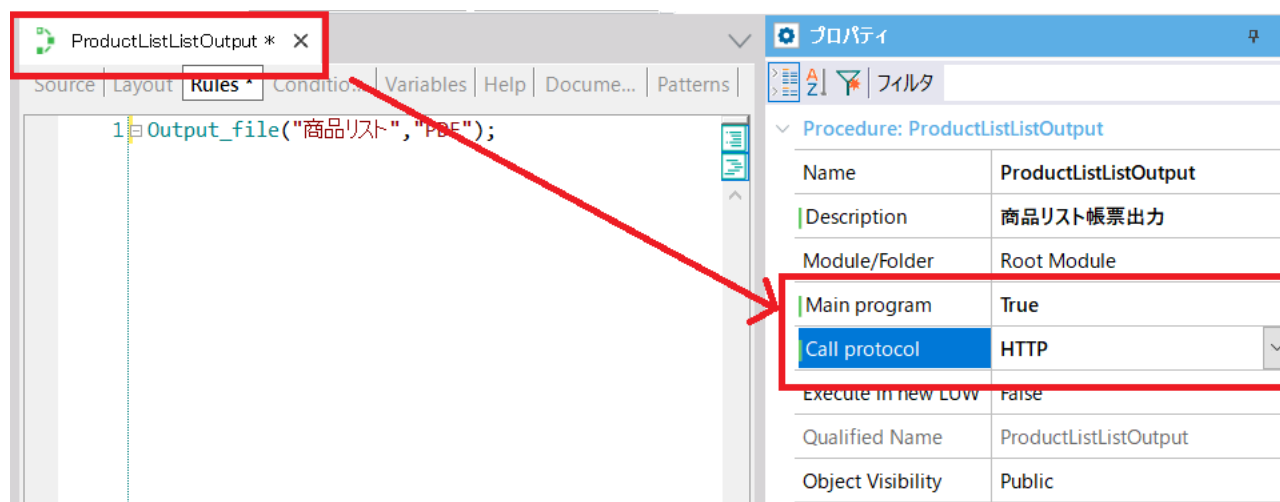 ProductListListOutput *
Source Layout Rules * Conditio... Variables Help Docume... Patterns
1 Output_file("商品リスト","PDF");
プロパティ
フィルタ
Procedure: ProductListListOutput
Name ProductListListOutput
Description 商品リスト帳票出力
Module/Folder Root Module
Main program True
Call protocol HTTP
Execute in new LUW False
Qualified Name ProductListListOutput
Object Visibility Public